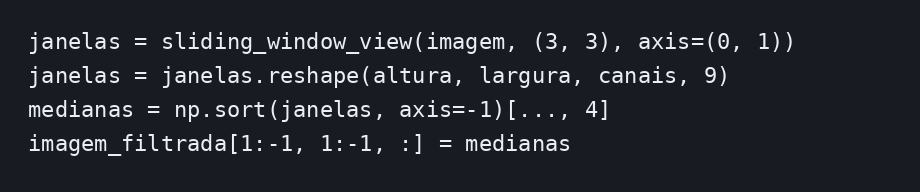 janelas = sliding_window_view(imagem, (3, 3), axis=(0, 1))
janelas = janelas.reshape(altura, largura, canais, 9)
medianas = np.sort(janelas, axis=-1)[..., 4]
imagem_filtrada[1:-1, 1:-1, :] = medianas